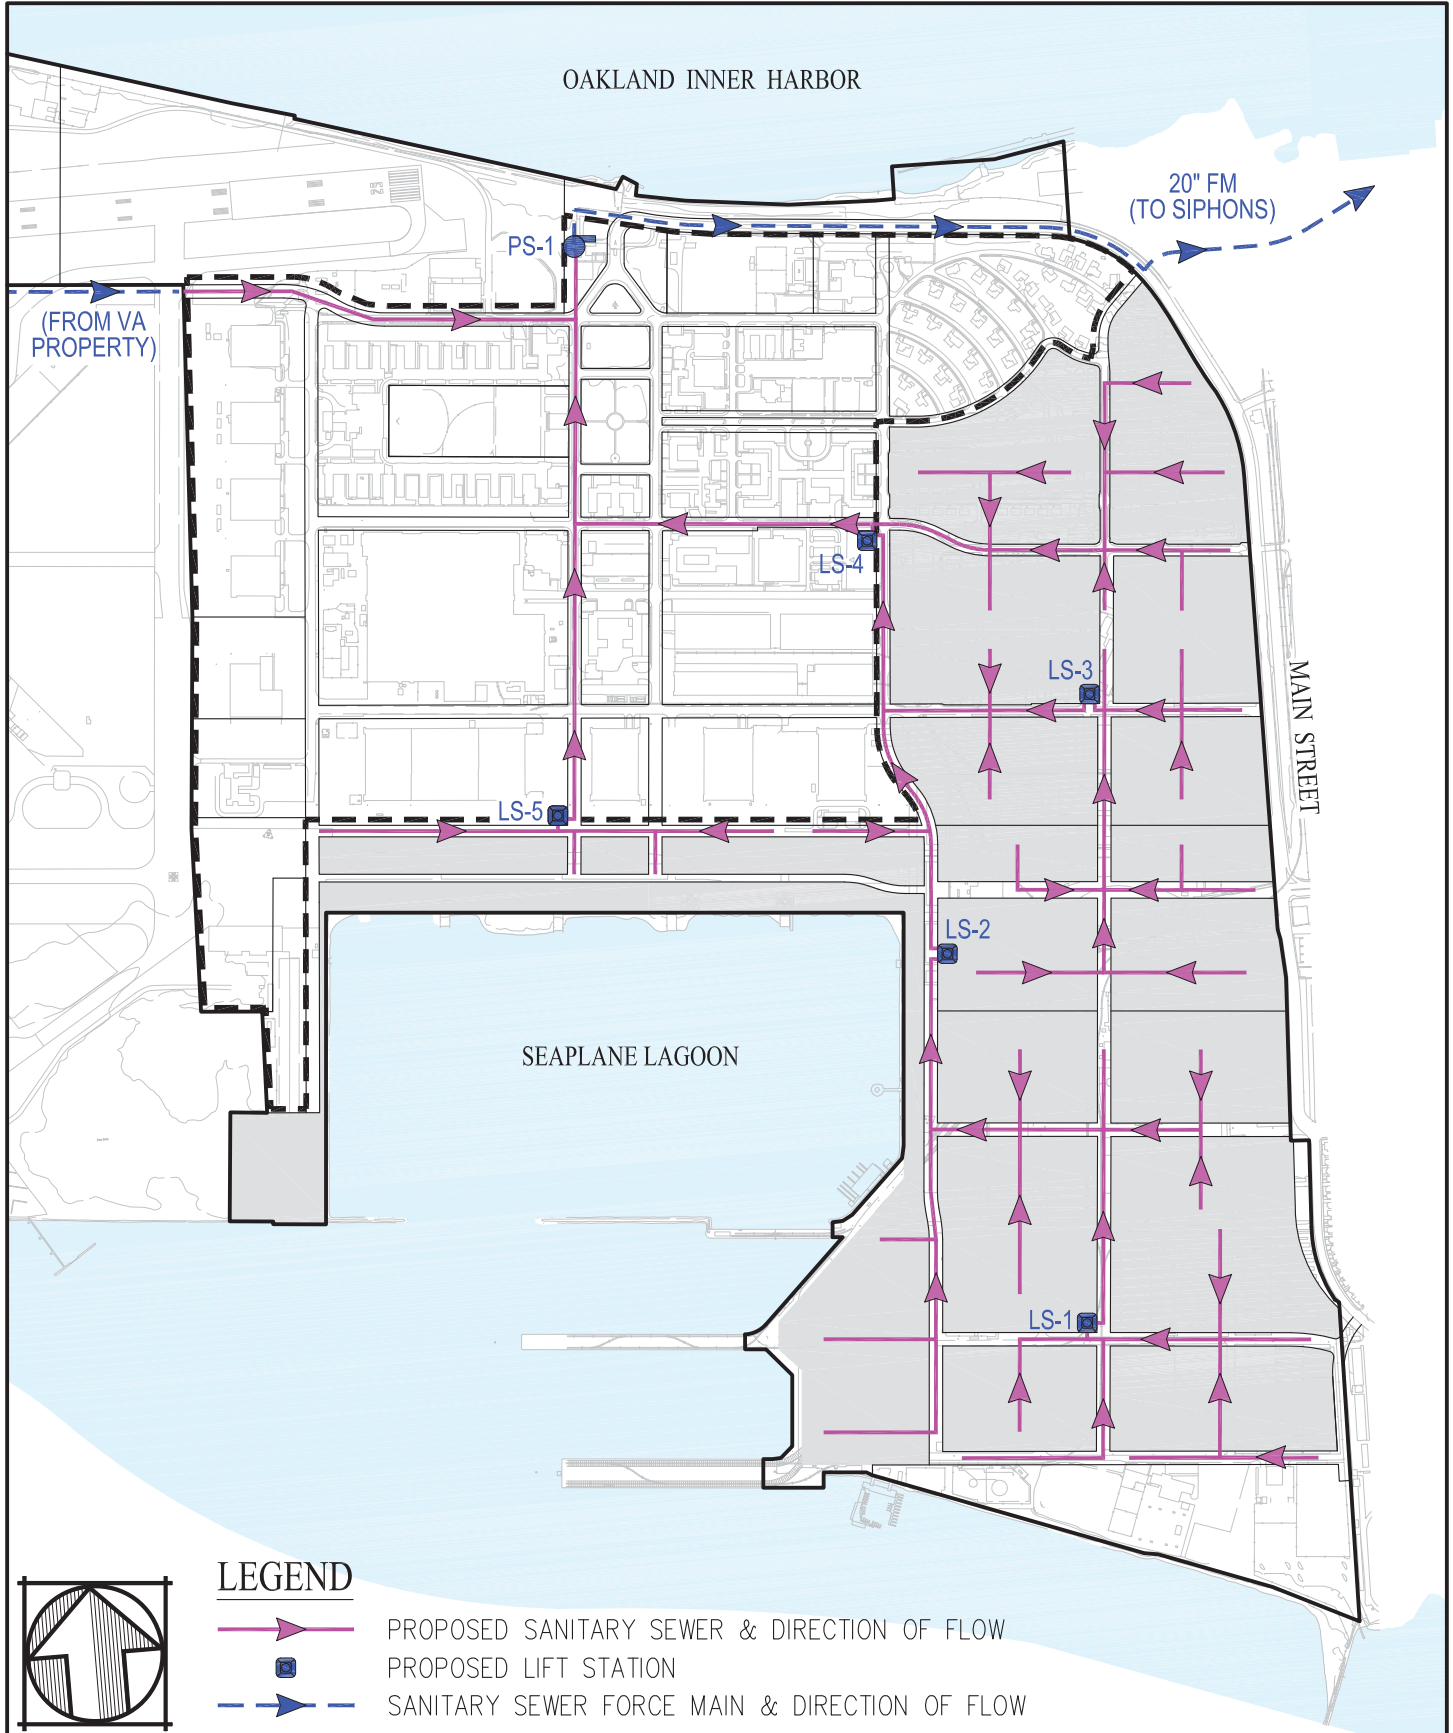 OAKLAND INNER HARBOR
20" FM
(TO SIPHONS)
PS-1
(FROM VA
PROPERTY)
LS-4
LS-3
MAIN STREET
LS-5
LS-2
SEAPLANE LAGOON
LS-1
LEGEND
PROPOSED SANITARY SEWER & DIRECTION OF FLOW
PROPOSED LIFT STATION
SANITARY SEWER FORCE MAIN & DIRECTION OF FLOW